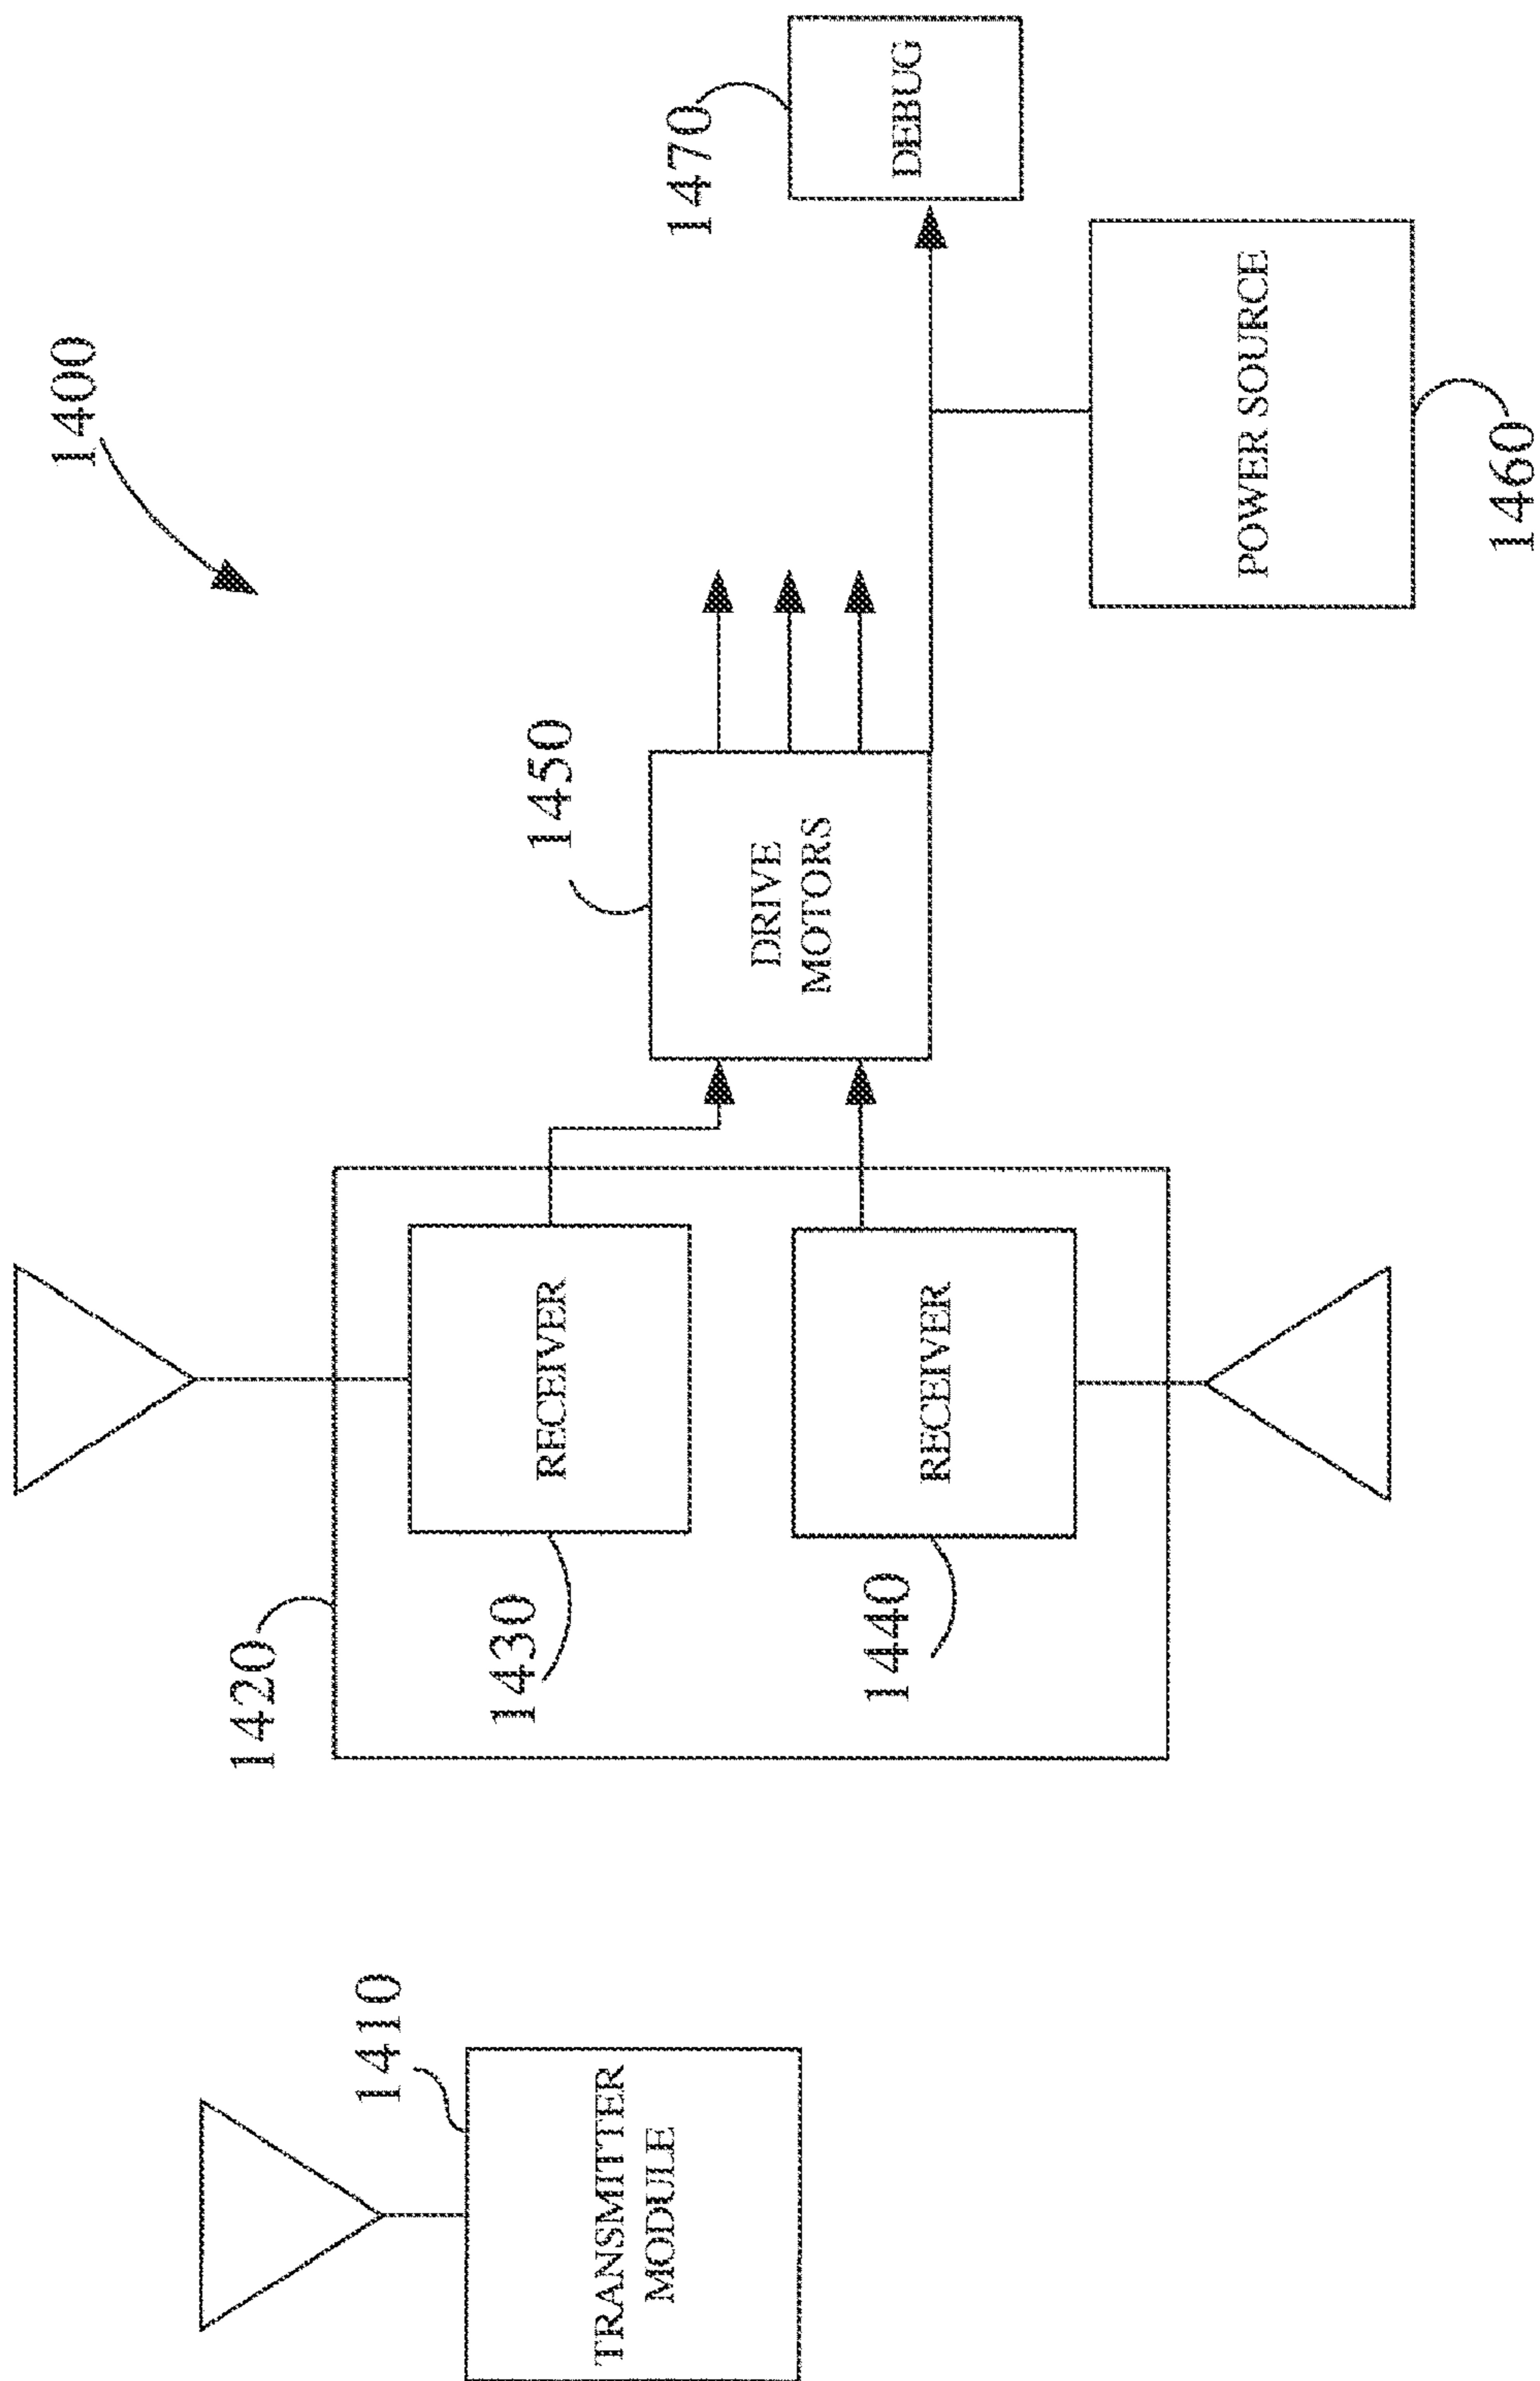 1400
1410
TRANSMITTER
MODULE
1420
1430
RECEIVER
1440
RECEIVER
1450
DRIVE
MOTORS
1460
POWER SOURCE
1470
DEBUG